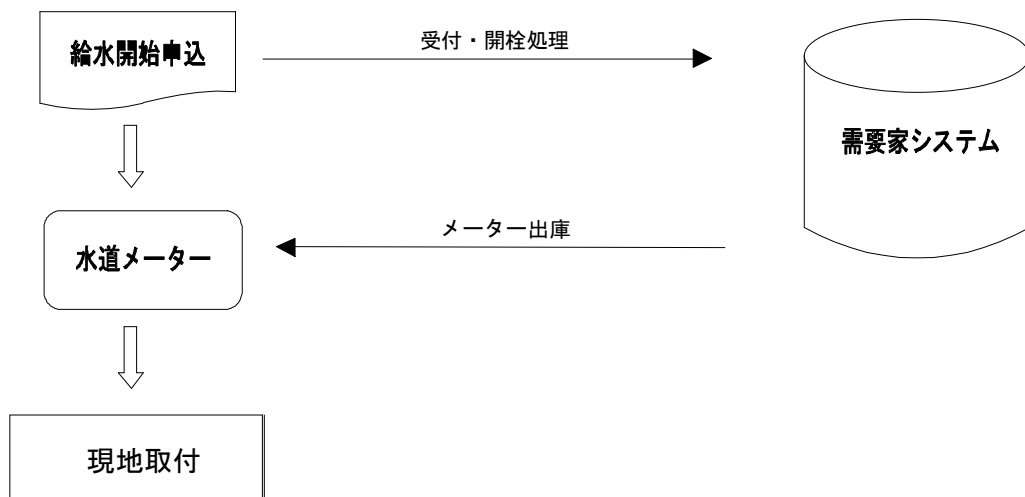 給水開始申込
受付・開栓処理
需要家システム
メーター出庫
水道メーター
現地取付